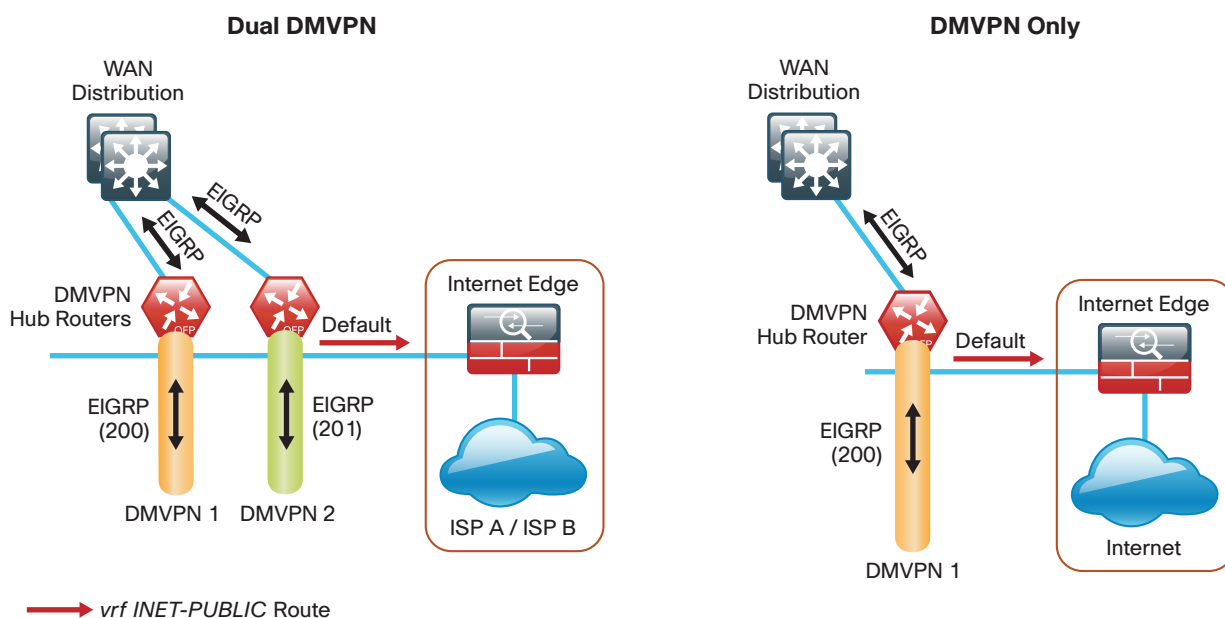 Dual DMVPN
WAN
Distribution
EIGRP
EIGRP
DMVPN
Hub Routers
QFP
QFP
Default
Internet Edge
EIGRP
(200)
EIGRP
(201)
DMVPN 1
DMVPN 2
ISP A / ISP B
DMVPN Only
WAN
Distribution
EIGRP
DMVPN
Hub Router
Default
Internet Edge
EIGRP
(200)
Internet
DMVPN 1
vrf INET-PUBLIC Route